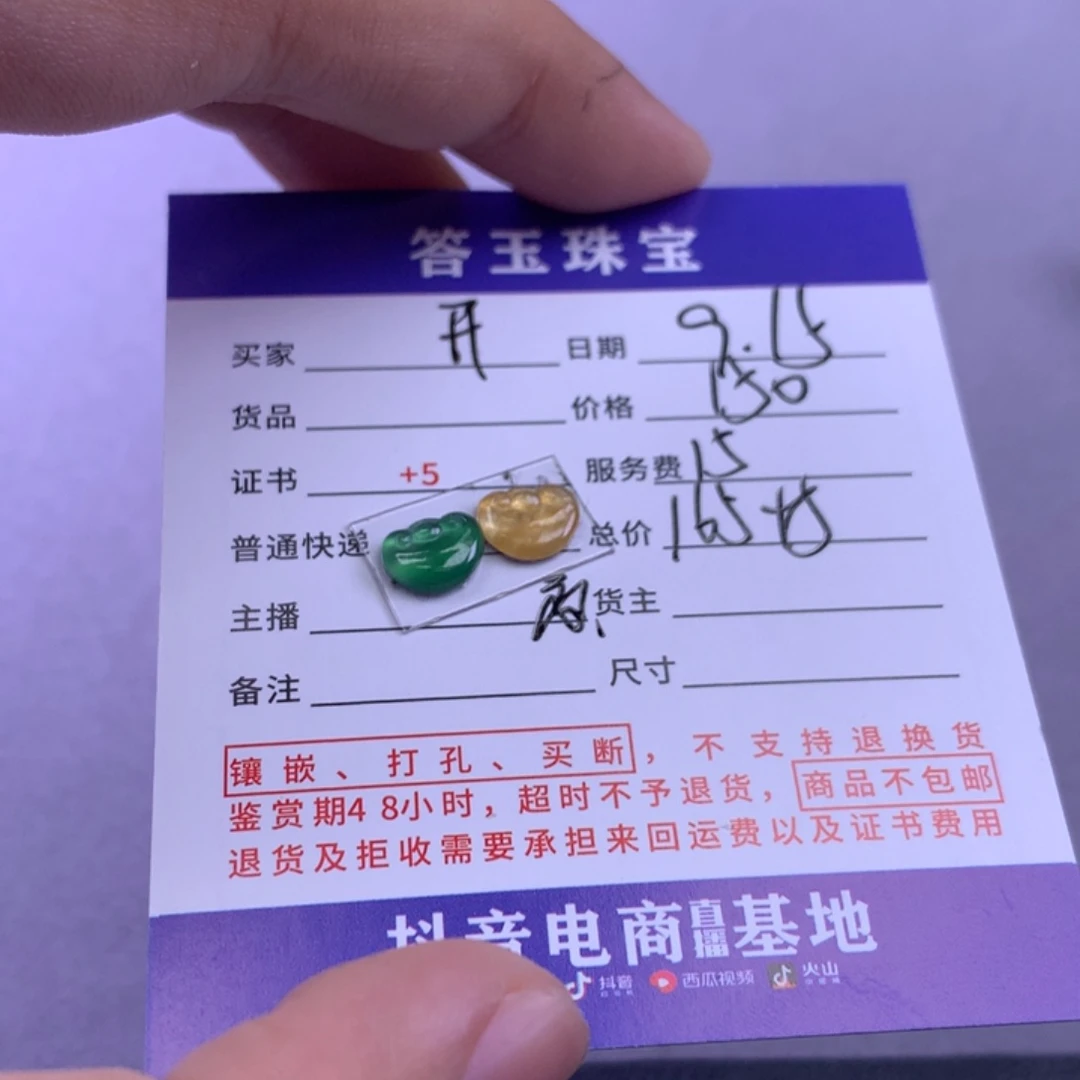 答玉珠宝
买家 开 日期 9.15
货品 价格 150
证书 +5 服务费 15
普通快递 总价 165
主播 货主
备注 尺寸
镶嵌、打孔、买断，不支持退换货
鉴赏期48小时，超时不予退货，商品不包邮
退货及拒收需要承担来回运费以及证书费用
抖音电商直播基地
抖音 西瓜视频 火山